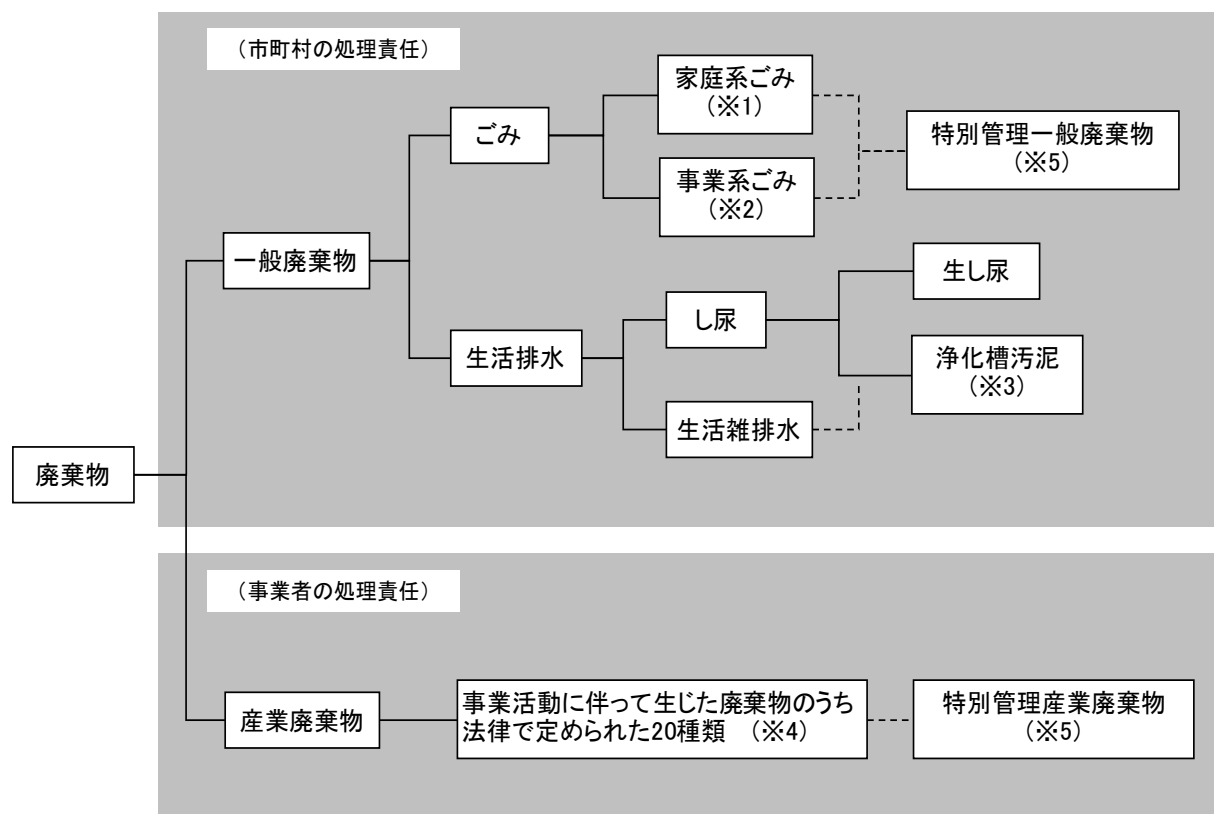 （市町村の処理責任）
家庭系ごみ
（※1）
ごみ
特別管理一般廃棄物
（※5）
事業系ごみ
（※2）
一般廃棄物
生し尿
し尿
生活排水
浄化槽汚泥
（※3）
生活雑排水
廃棄物
（事業者の処理責任）
産業廃棄物
事業活動に伴って生じた廃棄物のうち
法律で定められた20種類　（※4）
特別管理産業廃棄物
（※5）